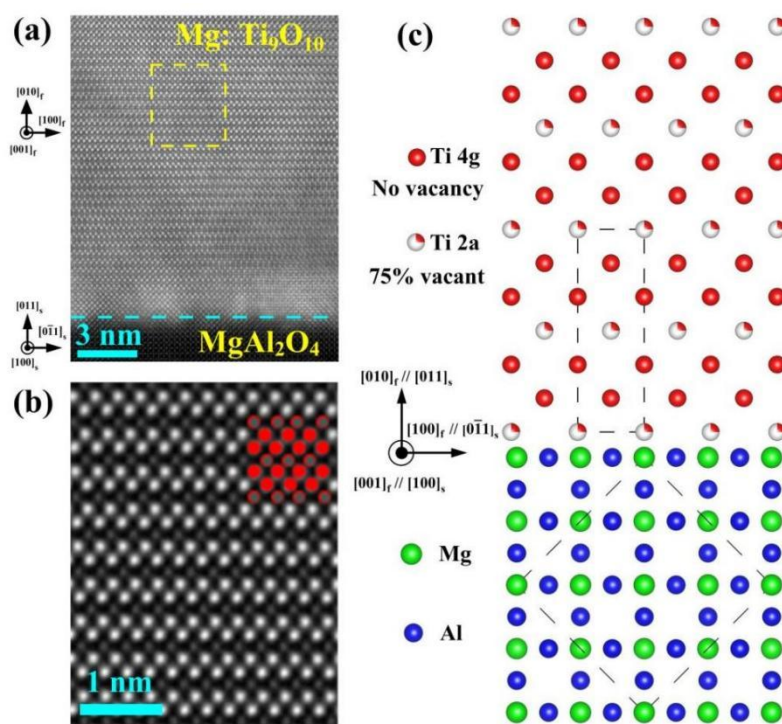 (a)
Mg: Ti₉O₁₀
[010]f
[100]f
[001]f
[011]s
[01̄1]s
[100]s
3 nm
MgAl₂O₄
(b)
1 nm
(c)
Ti 4g
No vacancy
Ti 2a
75% vacant
[010]f // [011]s
[100]f // [01̄1]s
[001]f // [100]s
Mg
Al